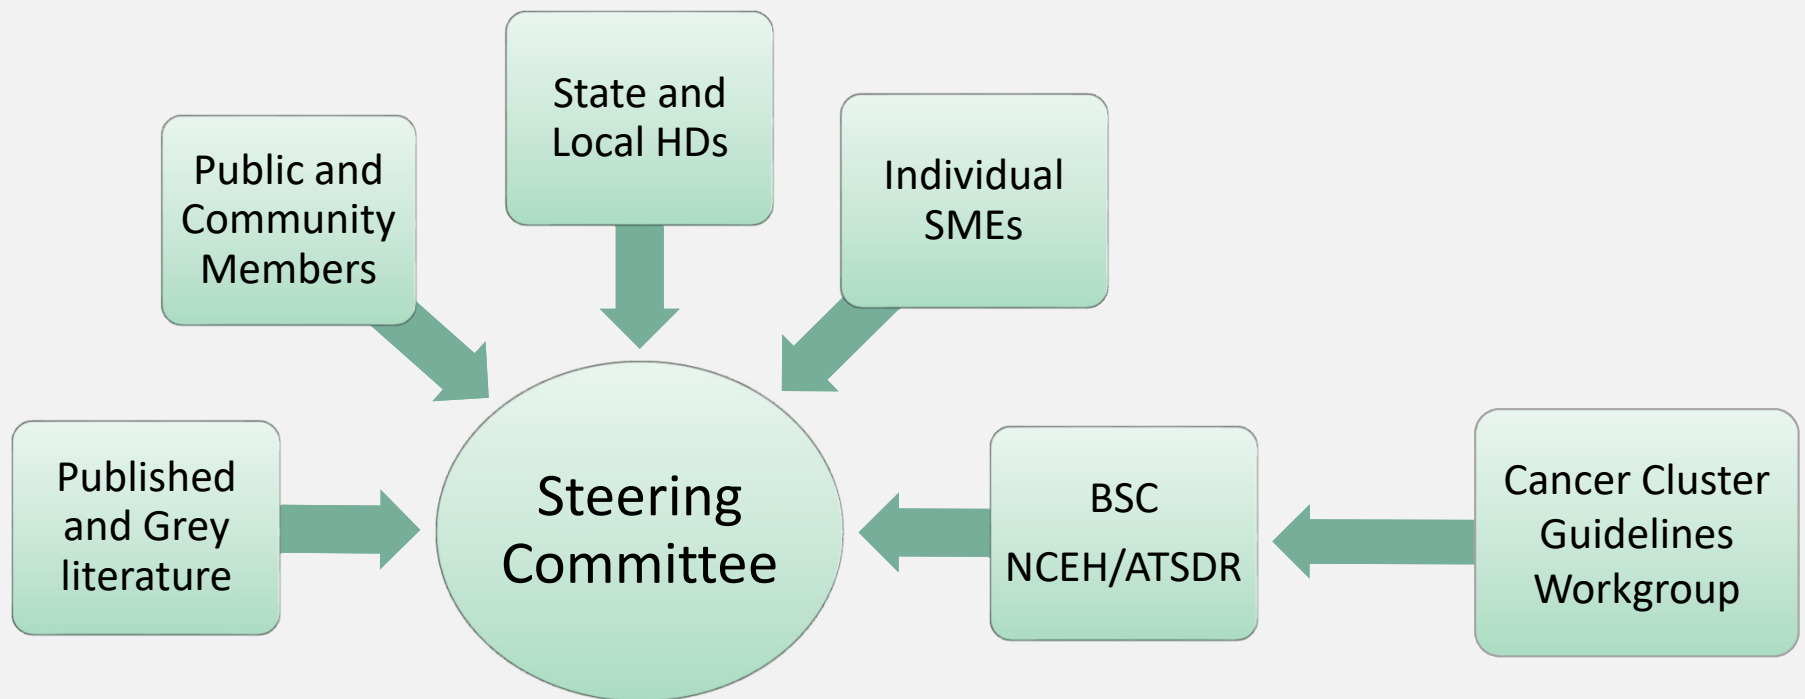 State and
Local HDs
Public and
Community
Members
Individual
SMEs
Published
and Grey
literature
Steering
Committee
BSC
NCEH/ATSDR
Cancer Cluster
Guidelines
Workgroup